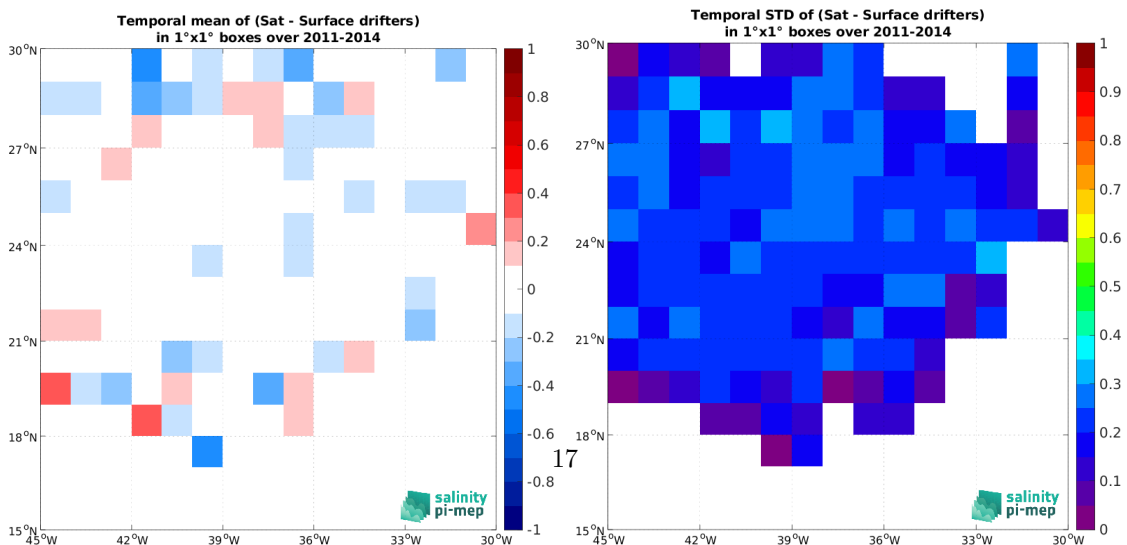 Temporal mean of (Sat - Surface drifters)
in 1°x1° boxes over 2011-2014
30°N
27°N
24°N
21°N
18°N
15°N
45°W
42°W
39°W
36°W
33°W
30°W
1
0.8
0.6
0.4
0.2
0
-0.2
-0.4
-0.6
-0.8
-1
salinity
pi-mep
17
Temporal STD of (Sat - Surface drifters)
in 1°x1° boxes over 2011-2014
30°N
27°N
24°N
21°N
18°N
15°N
45°W
42°W
39°W
36°W
33°W
30°W
1
0.9
0.8
0.7
0.6
0.5
0.4
0.3
0.2
0.1
0
salinity
pi-mep